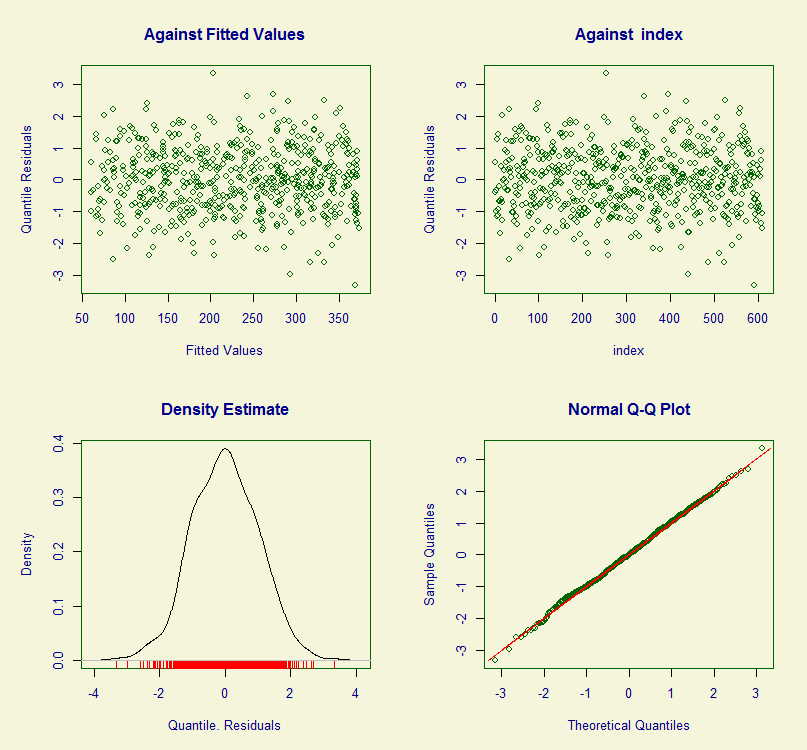 Against Fitted Values
Quantile Residuals
3
2
1
0
-1
-2
-3
50 100 150 200 250 300 350
Fitted Values
Against index
Quantile Residuals
3
2
1
0
-1
-2
-3
0 100 200 300 400 500 600
index
Density Estimate
Density
0.4
0.3
0.2
0.1
0.0
-4 -2 0 2 4
Quantile. Residuals
Normal Q-Q Plot
Sample Quantiles
3
2
1
0
-1
-2
-3
-3 -2 -1 0 1 2 3
Theoretical Quantiles